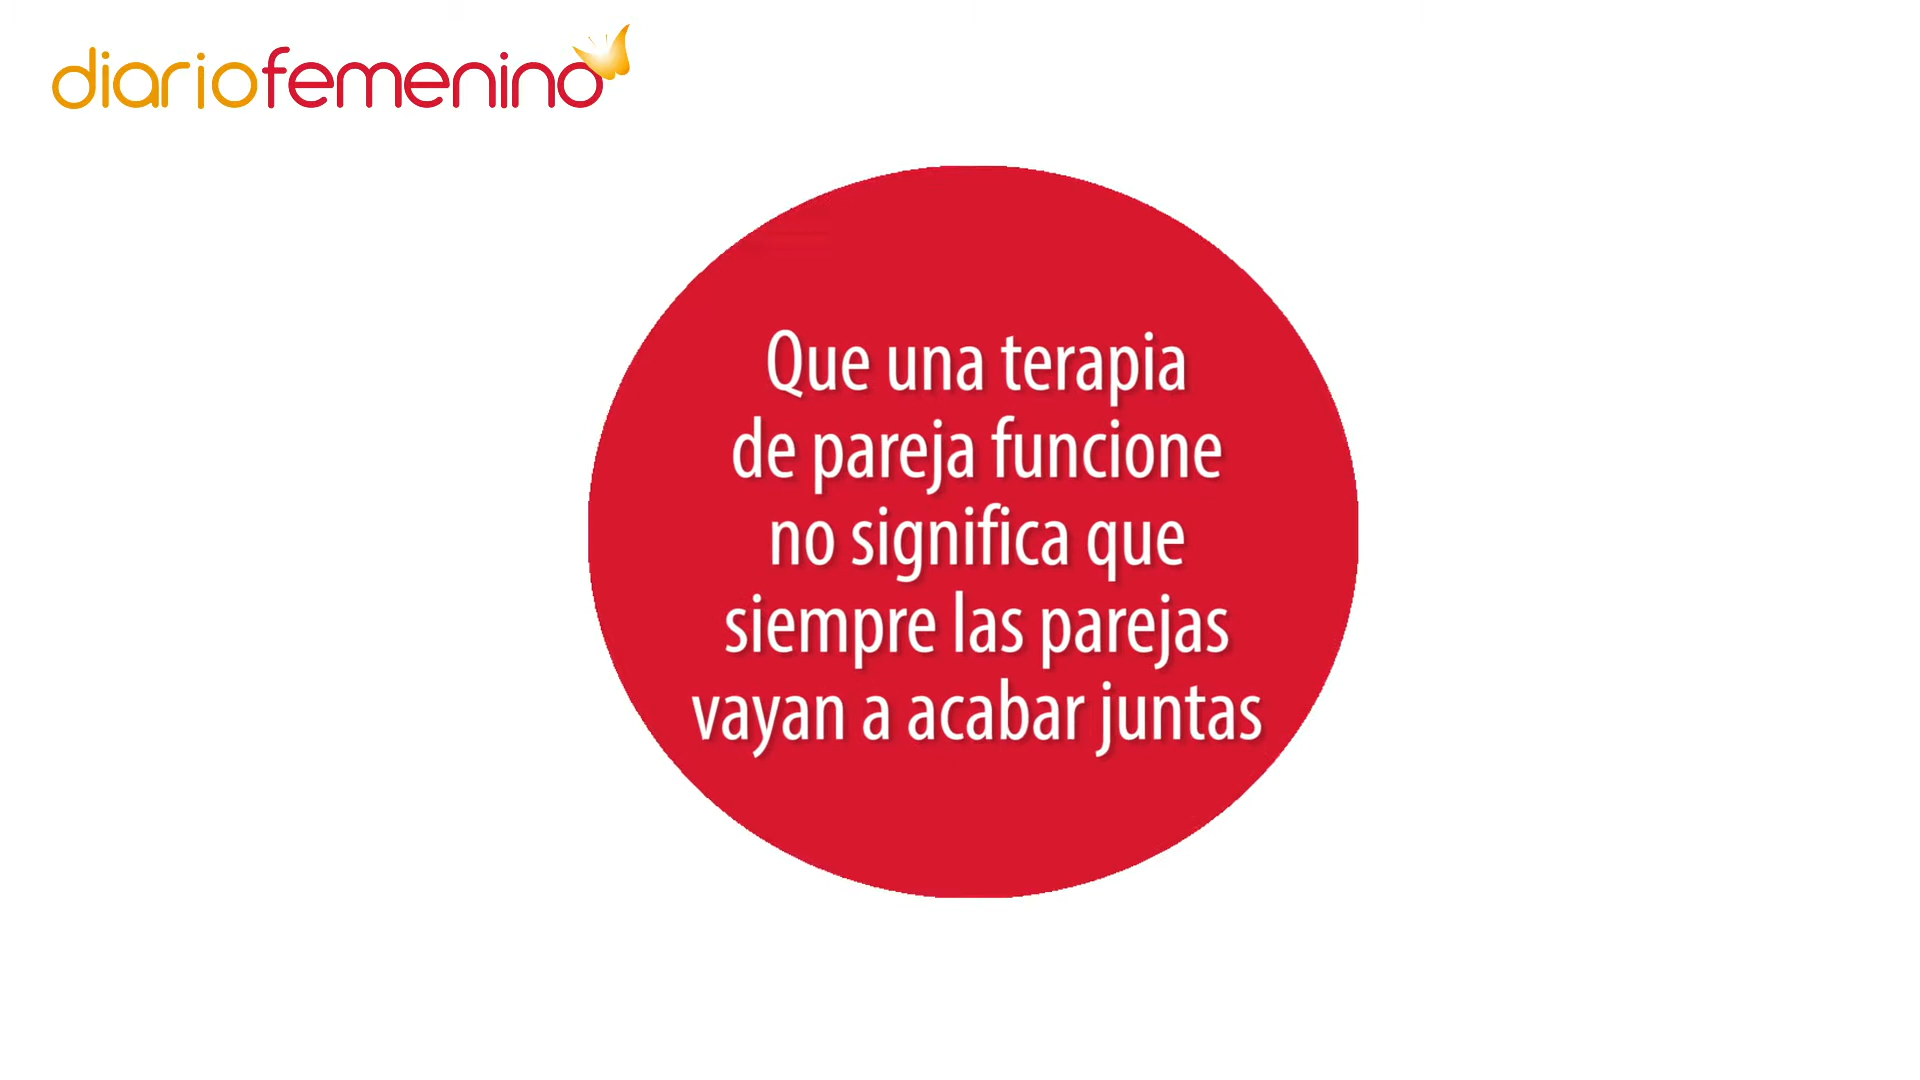 diariofemenino
Que una terapia
de pareja funcione
no significa que
siempre las parejas
vayan a acabar juntas